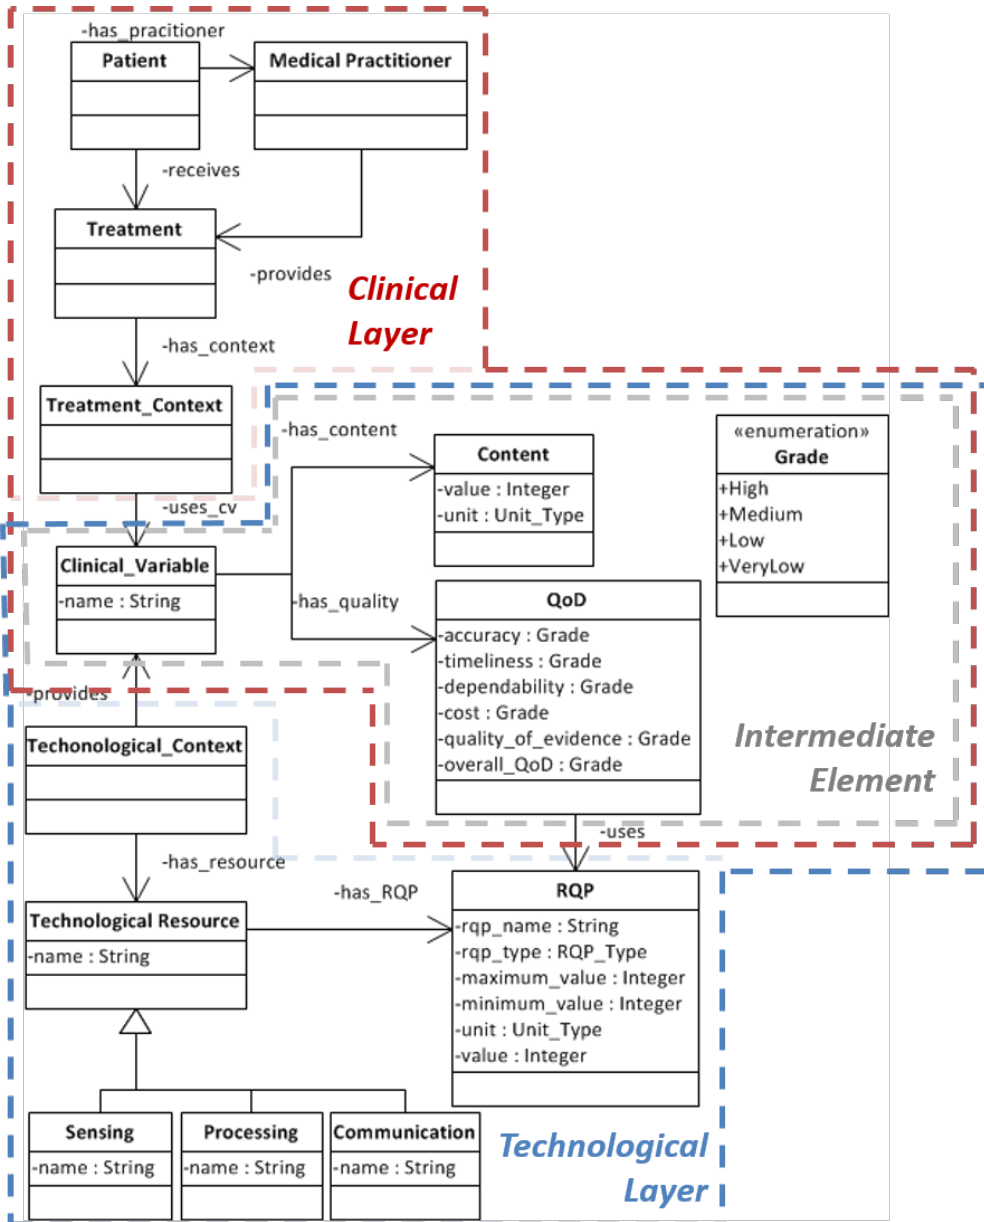 -has_pracitioner
Patient
Medical Practitioner
-receives
Treatment
-provides
Clinical
Layer
-has_context
Treatment_Context
-has_content
Content
-value : Integer
-unit : Unit_Type
«enumeration»
Grade
+High
+Medium
+Low
+VeryLow
-uses_cv
Clinical_Variable
-name : String
-has_quality
QoD
-accuracy : Grade
-timeliness : Grade
-dependability : Grade
-cost : Grade
-quality_of_evidence : Grade
-overall_QoD : Grade
Intermediate
Element
-provides
Techonological_Context
-uses
-has_resource
-has_RQP
Technological Resource
-name : String
RQP
-rqp_name : String
-rqp_type : RQP_Type
-maximum_value : Integer
-minimum_value : Integer
-unit : Unit_Type
-value : Integer
Sensing
-name : String
Processing
-name : String
Communication
-name : String
Technological
Layer